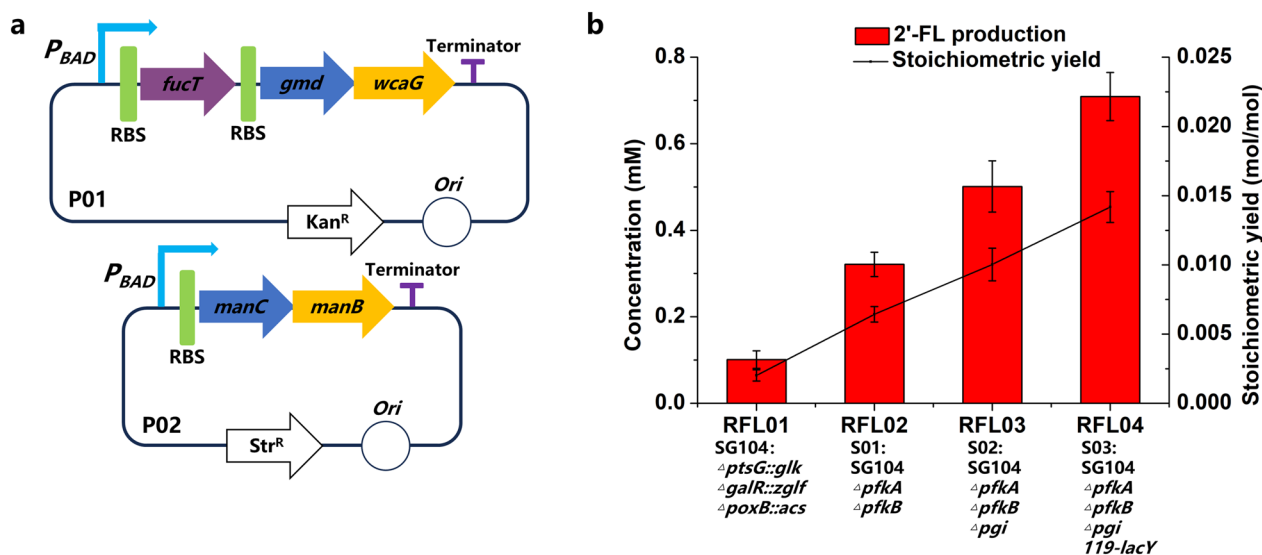 a
P_BAD
RBS
fucT
RBS
gmd
wcaG
Terminator
P01
Kan^R
Ori
P_BAD
RBS
manC
manB
Terminator
P02
Str^R
Ori
b
2'-FL production
Stoichiometric yield
Concentration (mM)
0.8
0.6
0.4
0.2
0.0
Stoichiometric yield (mol/mol)
0.025
0.020
0.015
0.010
0.005
0.000
RFL01
SG104:
△ptsG::glk
△galR::zglf
△poxB::acs
RFL02
S01:
SG104
△pfkA
△pfkB
RFL03
S02:
SG104
△pfkA
△pfkB
△pgi
RFL04
S03:
SG104
△pfkA
△pfkB
△pgi
119-lacY